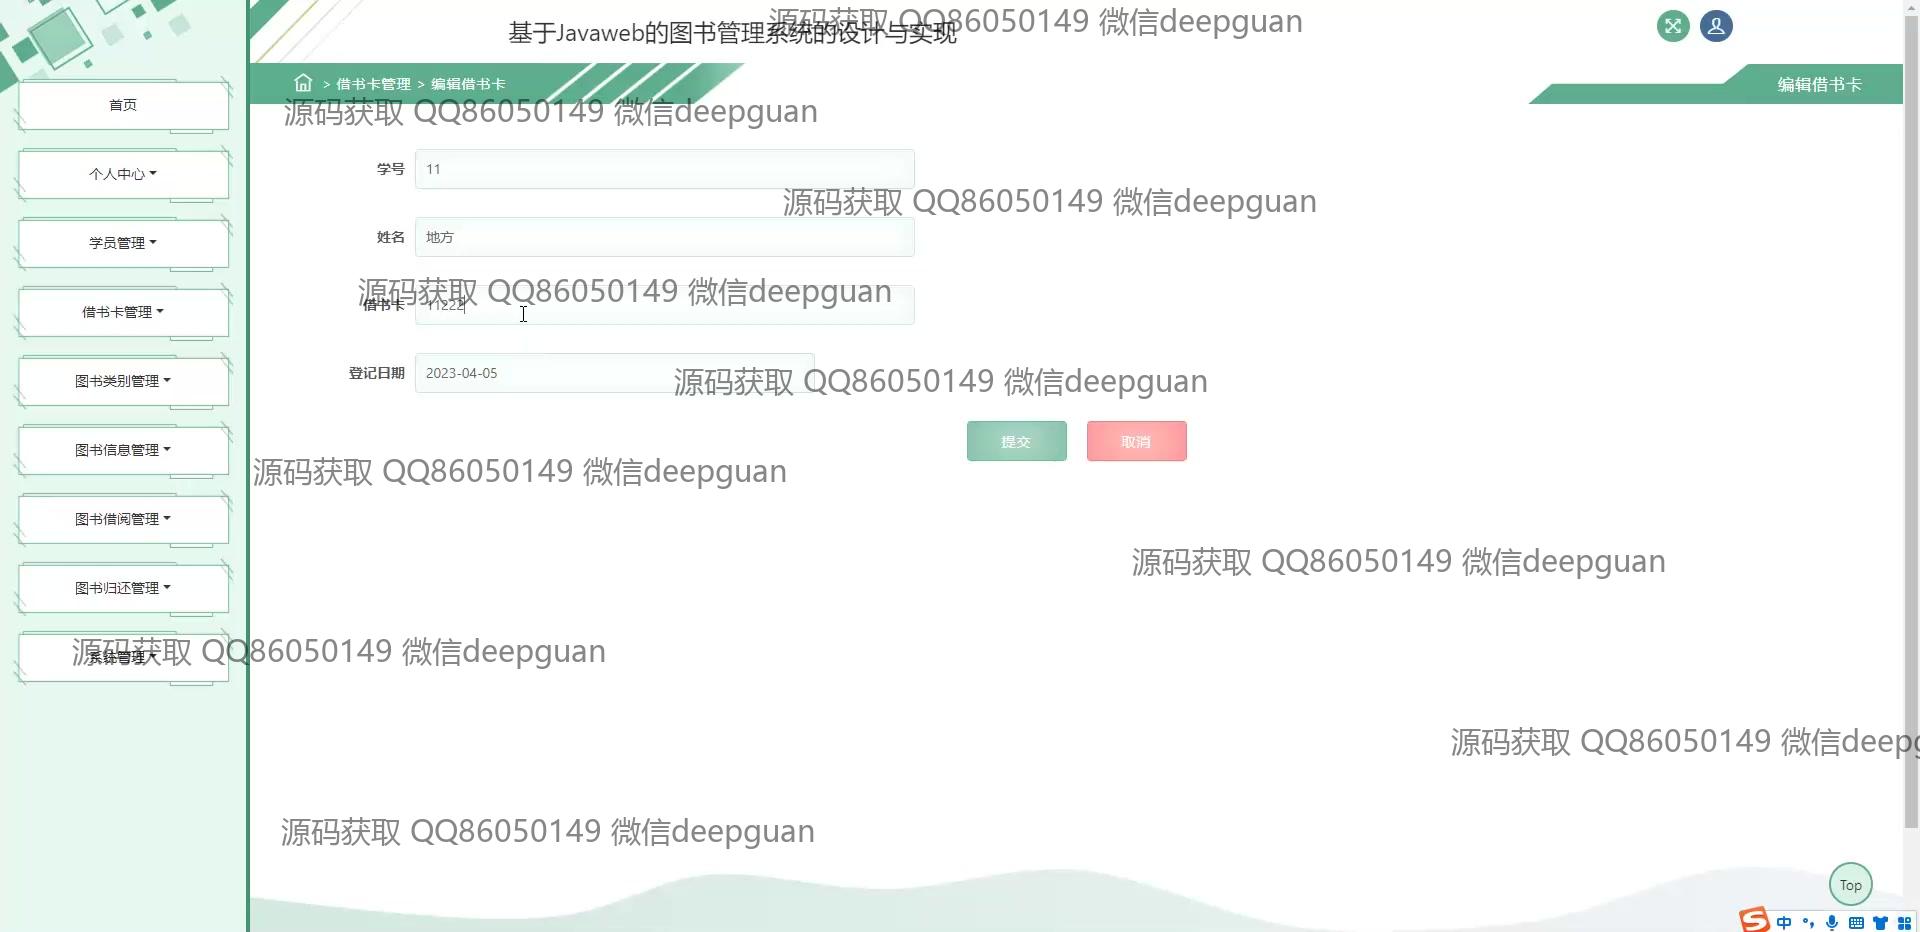 源码获取 QQ86050149 微信deepguan
基于Javaweb的图书管理系统的设计与实现
> 借书卡管理 > 编辑借书卡
编辑借书卡
源码获取 QQ86050149 微信deepguan
首页
个人中心
学员管理
借书卡管理
图书类别管理
图书信息管理
图书借阅管理
图书归还管理
系统管理
学号 11
源码获取 QQ86050149 微信deepguan
姓名 地方
源码获取 QQ86050149 微信deepguan
借书卡 11222
登记日期 2023-04-05
源码获取 QQ86050149 微信deepguan
提交 取消
源码获取 QQ86050149 微信deepguan
源码获取 QQ86050149 微信deepguan
源码获取 QQ86050149 微信deepguan
源码获取 QQ86050149 微信deepg
源码获取 QQ86050149 微信deepguan
Top
S 中